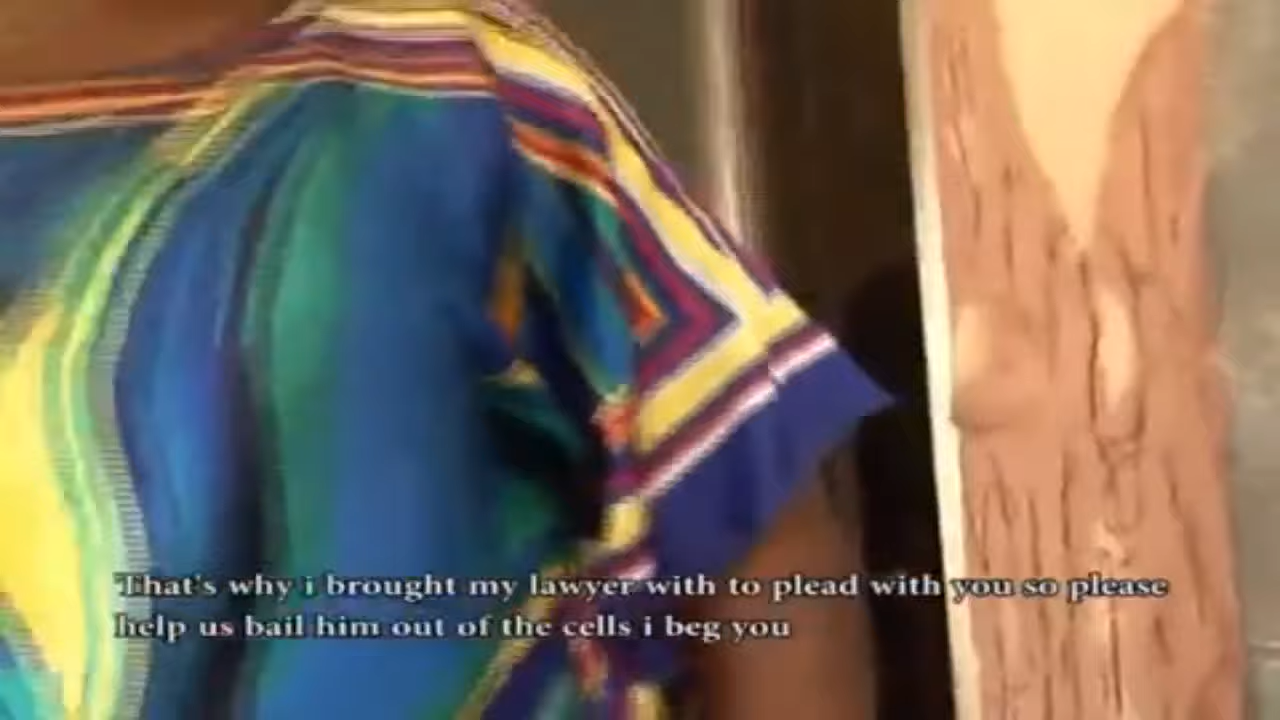 That's why i brought my lawyer with to plead with you so please
help us bail him out of the cells i beg you